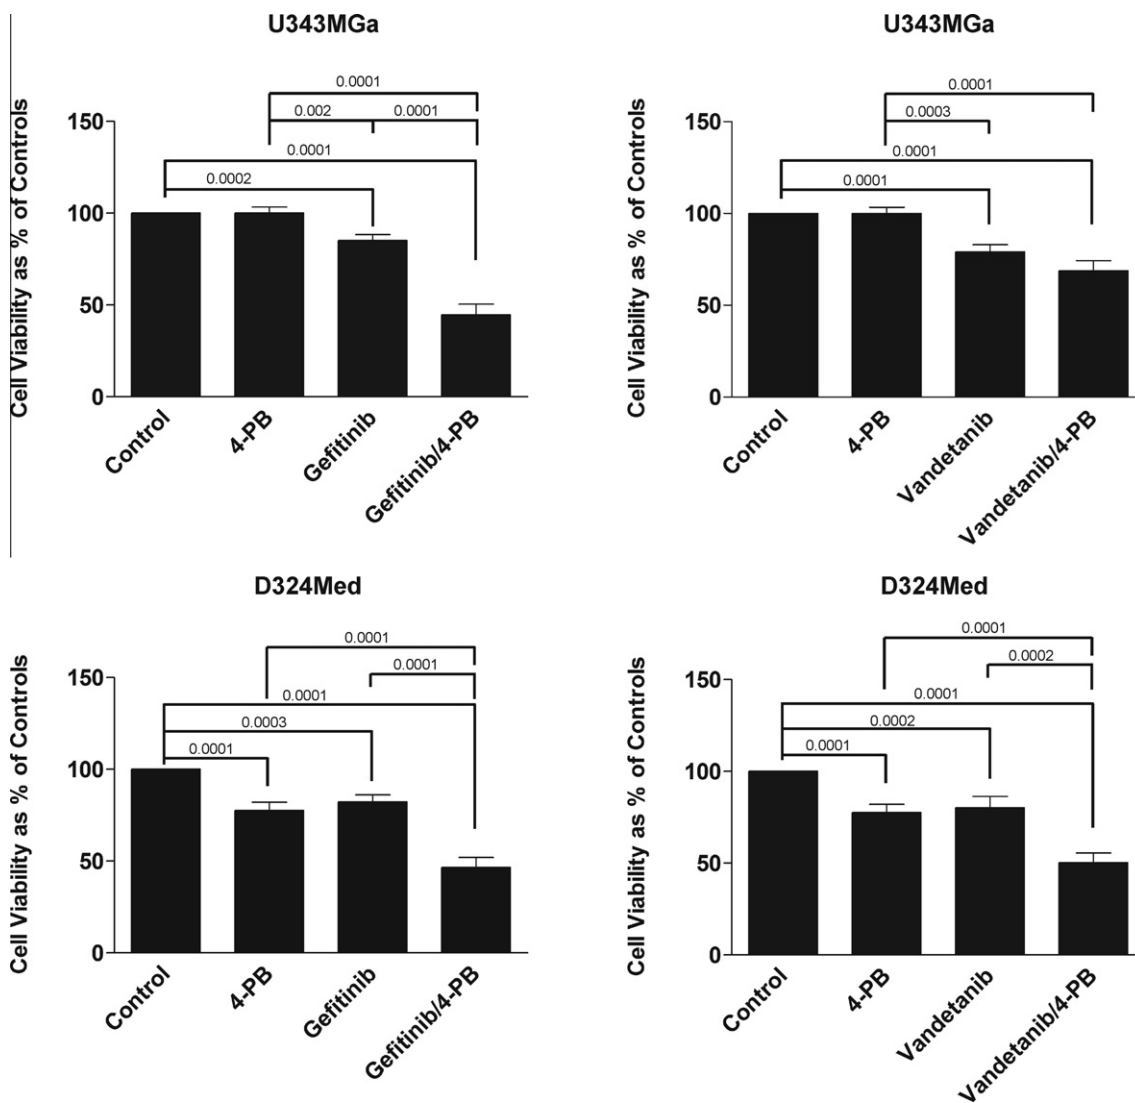 U343MGa
0.0001
0.002
0.0001
0.0001
0.0002
Cell Viability as % of Controls
150
100
50
0
Control
4-PB
Gefitinib
Gefitinib/4-PB
U343MGa
0.0001
0.0003
0.0001
0.0001
Cell Viability as % of Controls
150
100
50
0
Control
4-PB
Vandetanib
Vandetanib/4-PB
D324Med
0.0001
0.0001
0.0001
0.0003
0.0001
Cell Viability as % of Controls
150
100
50
0
Control
4-PB
Gefitinib
Gefitinib/4-PB
D324Med
0.0001
0.0002
0.0001
0.0002
0.0001
Cell Viability as % of Controls
150
100
50
0
Control
4-PB
Vandetanib
Vandetanib/4-PB